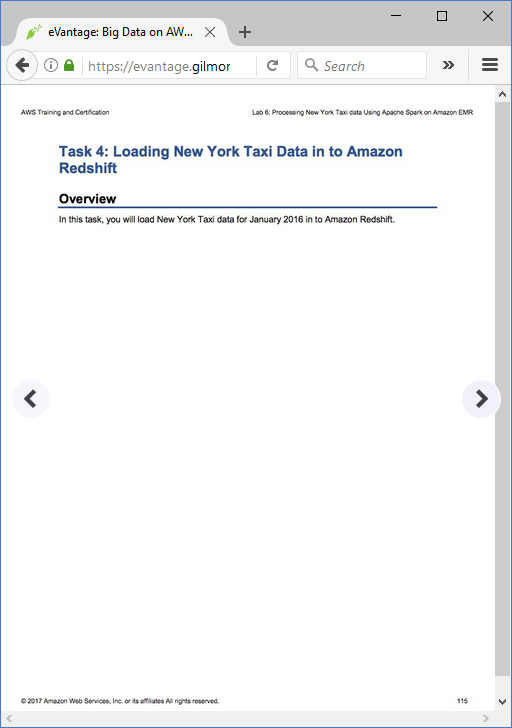 eVantage: Big Data on AW...
https://evantage.gilmor
Search
AWS Training and Certification
Lab 6: Processing New York Taxi data Using Apache Spark on Amazon EMR
Task 4: Loading New York Taxi Data in to Amazon
Redshift
Overview
In this task, you will load New York Taxi data for January 2016 in to Amazon Redshift.
© 2017 Amazon Web Services, Inc. or its affiliates All rights reserved.
115